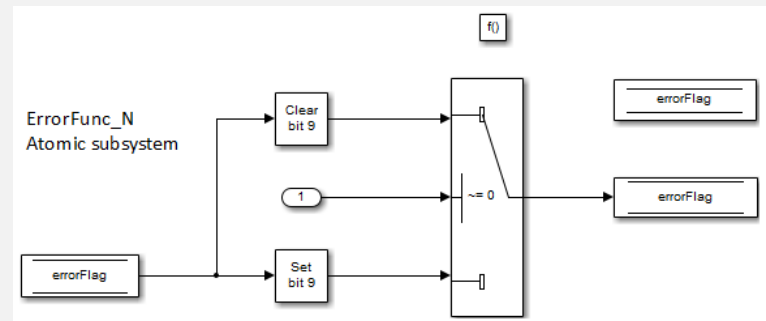 f()
ErrorFunc_N
Atomic subsystem
Clear
bit 9
errorFlag
1
~= 0
errorFlag
errorFlag
Set
bit 9